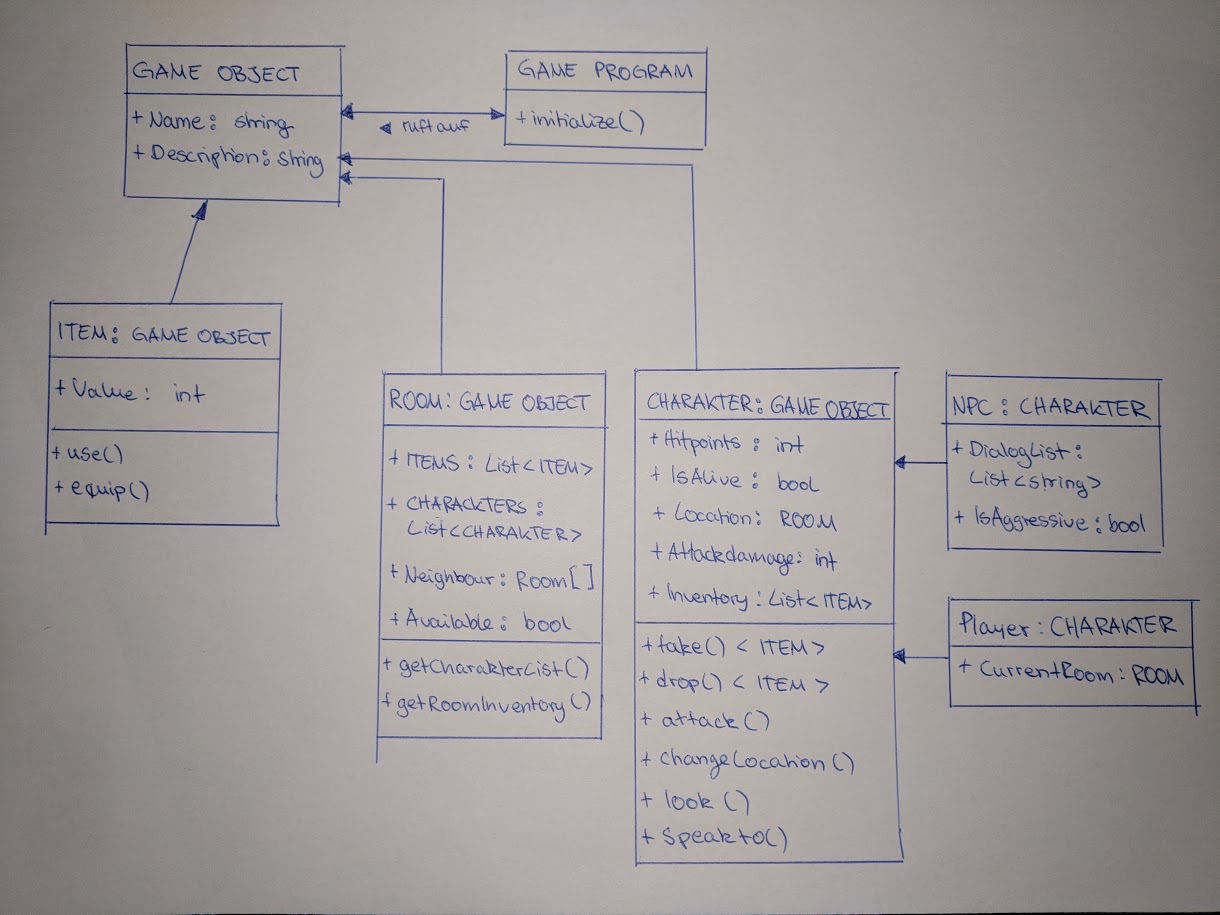 GAME OBJECT
+ Name: string
+ Description: string
GAME PROGRAM
+ initialize()
◄ ruft auf
ITEM: GAME OBJECT
+ Value: int
+ use()
+ equip()
ROOM: GAME OBJECT
+ ITEMS: List<ITEM>
+ CHARACKTERS:
List<CHARAKTER>
+ Neighbour: Room[]
+ Available: bool
+ getCharakterList()
+ getRoomInventory()
CHARAKTER: GAME OBJECT
+ Hitpoints: int
+ IsAlive: bool
+ Location: ROOM
+ Attackdamage: int
+ Inventory: List<ITEM>
+ take() <ITEM>
+ drop() <ITEM>
+ attack()
+ changeLocation()
+ look()
+ Speakto()
NPC: CHARAKTER
+ DialogList:
List<string>
+ IsAggressive: bool
Player: CHARAKTER
+ CurrentRoom: ROOM